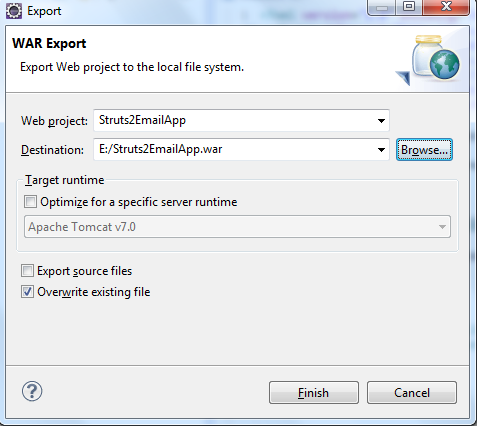 Export
WAR Export
Export Web project to the local file system.
Web project: Struts2EmailApp
Destination: E:/Struts2EmailApp.war Browse...
Target runtime
Optimize for a specific server runtime
Apache Tomcat v7.0
Export source files
Overwrite existing file
? Finish Cancel